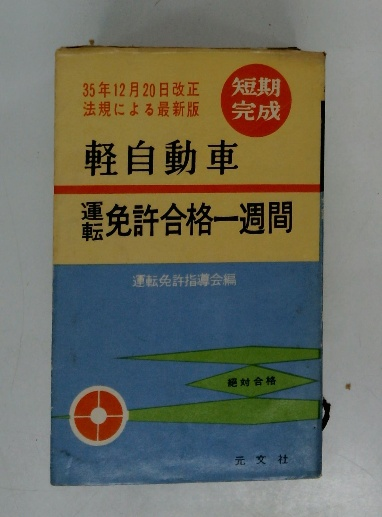 35年12月20日改正
法規による最新版
短期
完成
軽自動車
運転免許合格一週間
運転免許指導会編
絕対合格
元文社